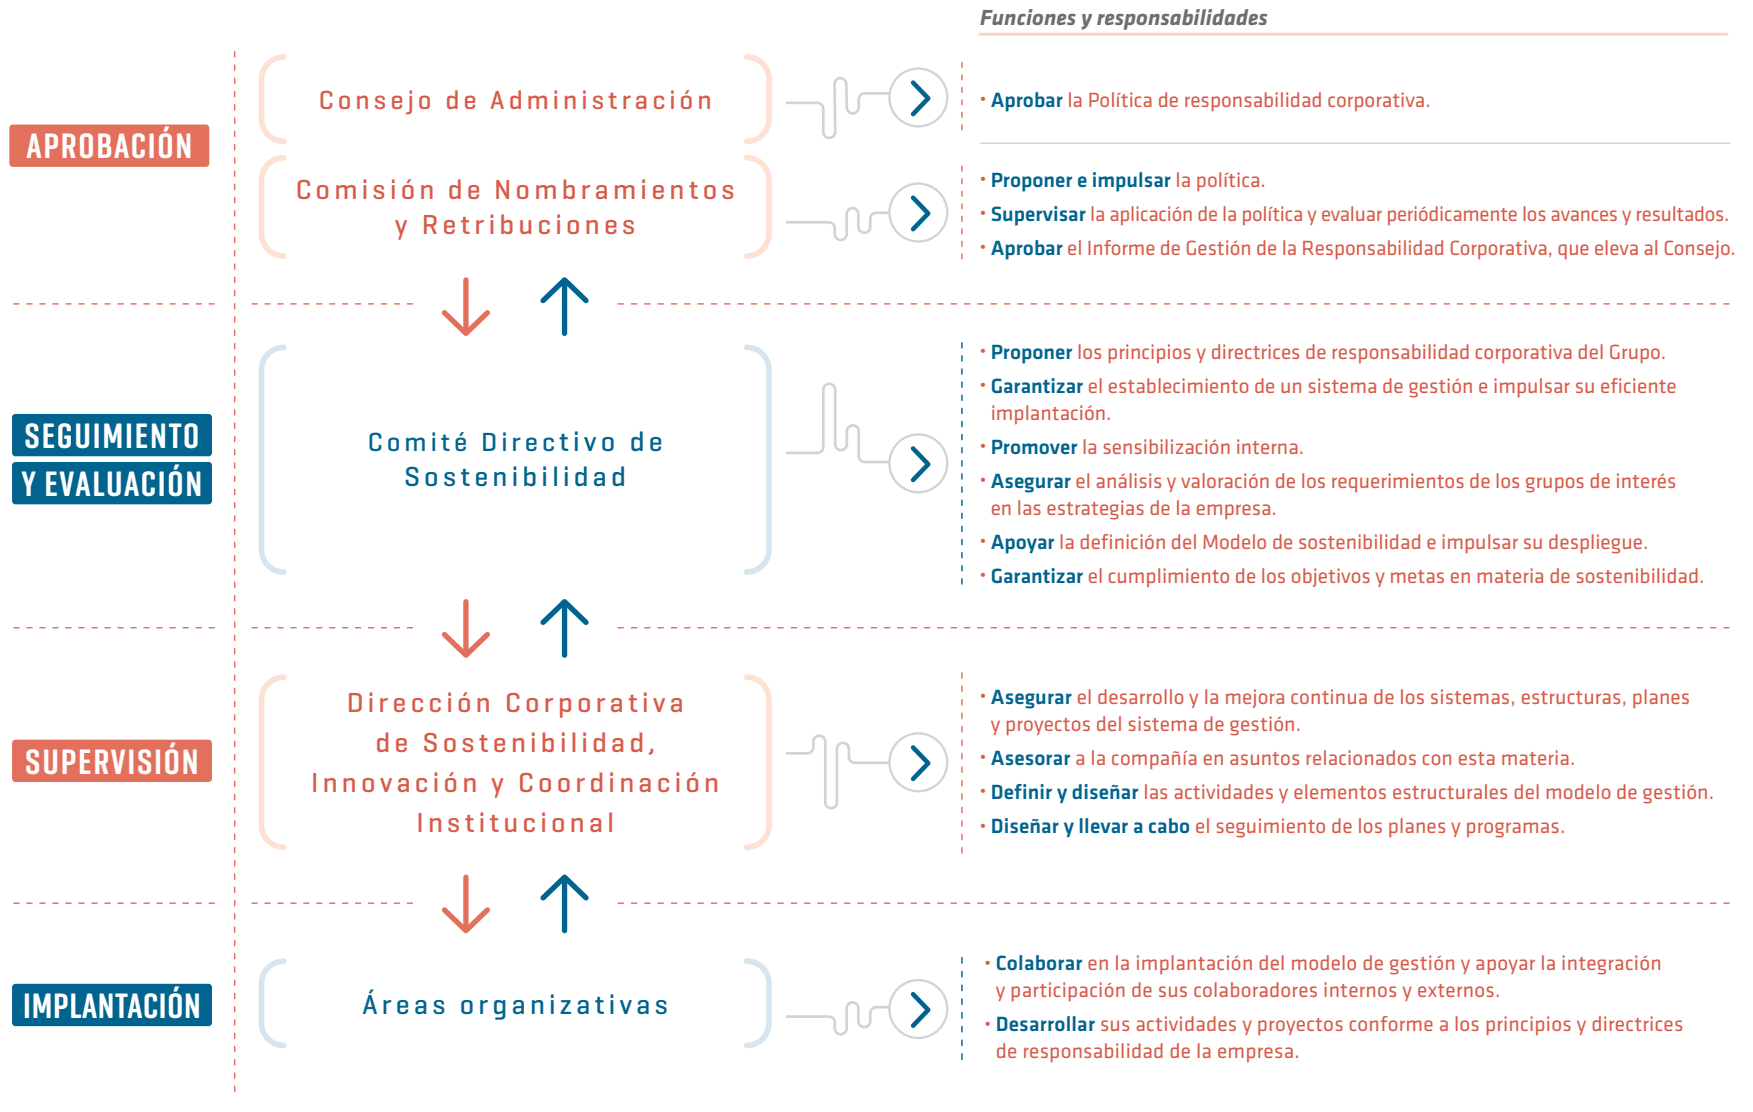 Funciones y responsabilidades
APROBACIÓN
Consejo de Administración
• Aprobar la Política de responsabilidad corporativa.
Comisión de Nombramientos
y Retribuciones
• Proponer e impulsar la política.
• Supervisar la aplicación de la política y evaluar periódicamente los avances y resultados.
• Aprobar el Informe de Gestión de la Responsabilidad Corporativa, que eleva al Consejo.
SEGUIMIENTO
Y EVALUACIÓN
Comité Directivo de
Sostenibilidad
• Proponer los principios y directrices de responsabilidad corporativa del Grupo.
• Garantizar el establecimiento de un sistema de gestión e impulsar su eficiente
implantación.
• Promover la sensibilización interna.
• Asegurar el análisis y valoración de los requerimientos de los grupos de interés
en las estrategias de la empresa.
• Apoyar la definición del Modelo de sostenibilidad e impulsar su despliegue.
• Garantizar el cumplimiento de los objetivos y metas en materia de sostenibilidad.
SUPERVISIÓN
Dirección Corporativa
de Sostenibilidad,
Innovación y Coordinación
Institucional
• Asegurar el desarrollo y la mejora continua de los sistemas, estructuras, planes
y proyectos del sistema de gestión.
• Asesorar a la compañía en asuntos relacionados con esta materia.
• Definir y diseñar las actividades y elementos estructurales del modelo de gestión.
• Diseñar y llevar a cabo el seguimiento de los planes y programas.
IMPLANTACIÓN
Áreas organizativas
• Colaborar en la implantación del modelo de gestión y apoyar la integración
y participación de sus colaboradores internos y externos.
• Desarrollar sus actividades y proyectos conforme a los principios y directrices
de responsabilidad de la empresa.